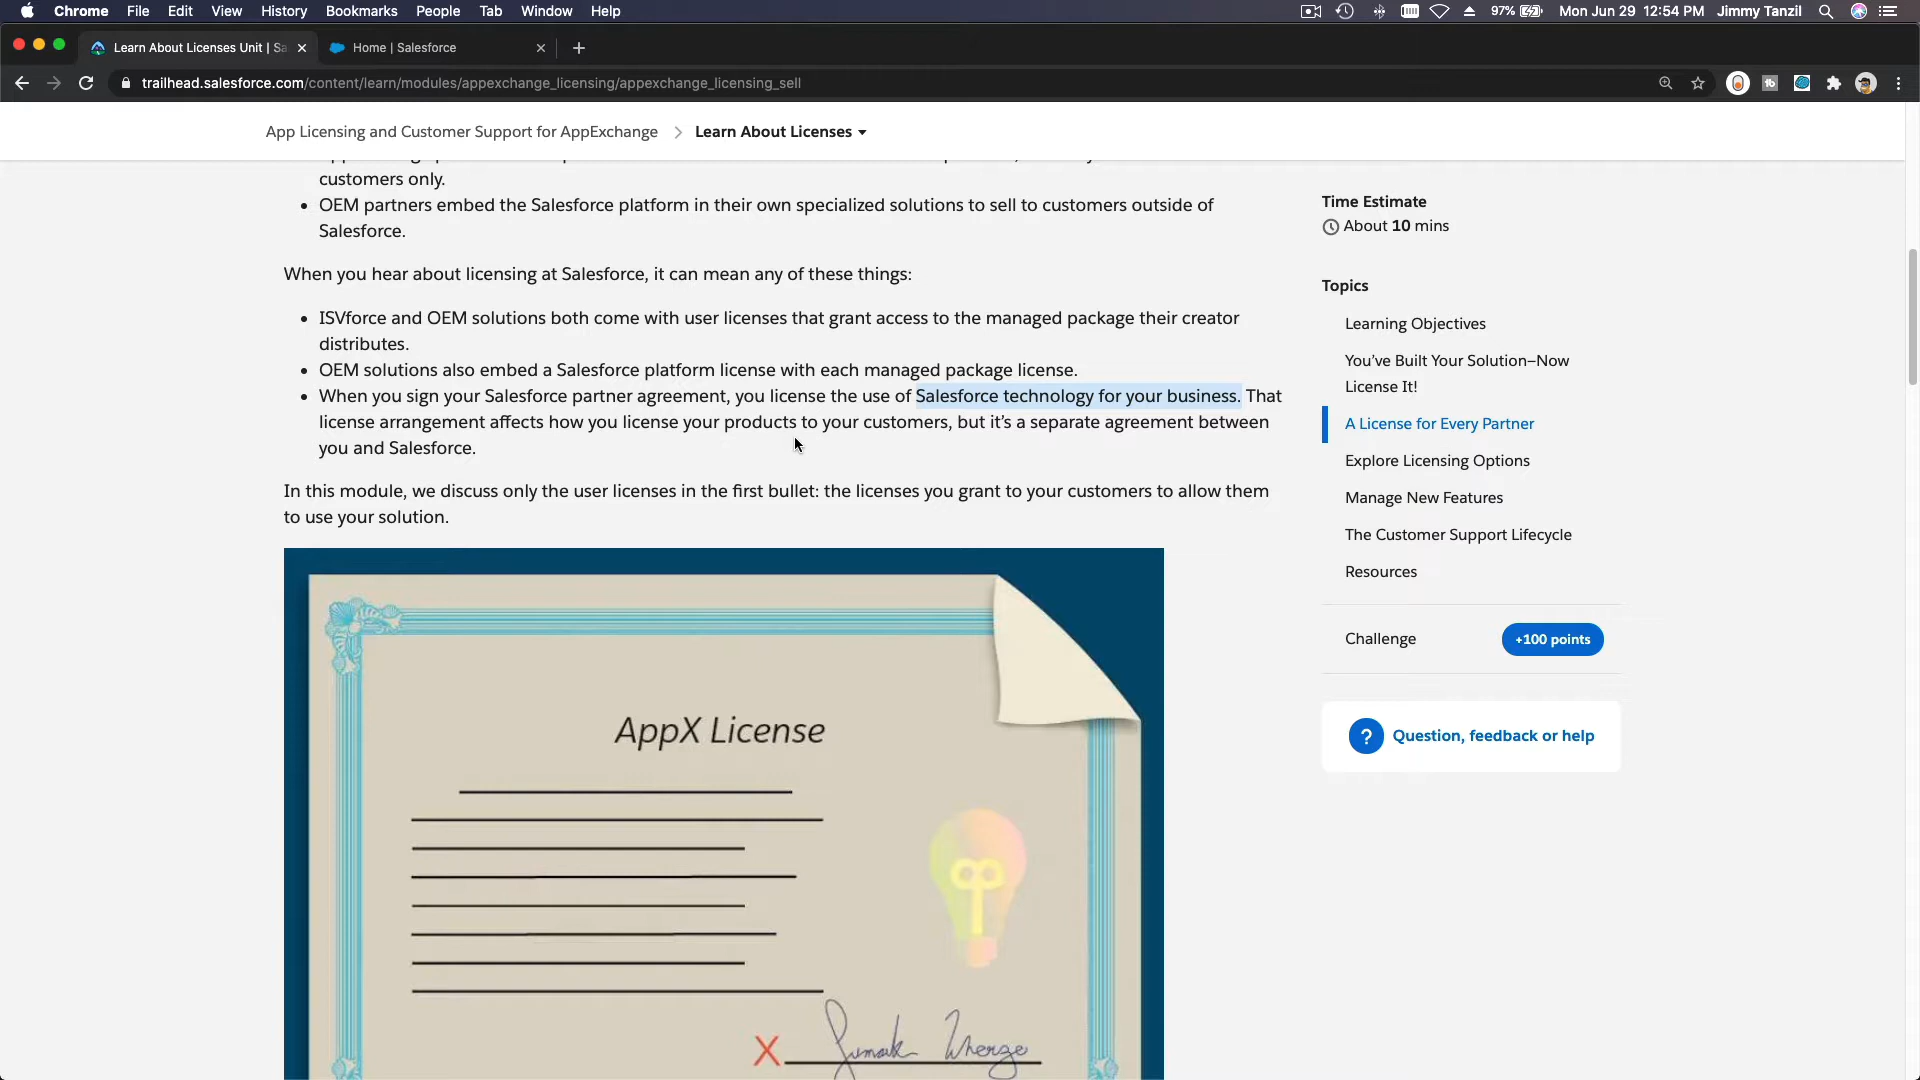 Chrome File Edit View History Bookmarks People Tab Window Help 97% Mon Jun 29 12:54 PM Jimmy Tanzil
Learn About Licenses Unit | Sa Home | Salesforce
trailhead.salesforce.com/content/learn/modules/appexchange_licensing/appexchange_licensing_sell
App Licensing and Customer Support for AppExchange > Learn About Licenses
customers only.
OEM partners embed the Salesforce platform in their own specialized solutions to sell to customers outside of
Salesforce.
When you hear about licensing at Salesforce, it can mean any of these things:
ISVforce and OEM solutions both come with user licenses that grant access to the managed package their creator
distributes.
OEM solutions also embed a Salesforce platform license with each managed package license.
When you sign your Salesforce partner agreement, you license the use of Salesforce technology for your business. That
license arrangement affects how you license your products to your customers, but it's a separate agreement between
you and Salesforce.
In this module, we discuss only the user licenses in the first bullet: the licenses you grant to your customers to allow them
to use your solution.
AppX License
X
Time Estimate
About 10 mins
Topics
Learning Objectives
You've Built Your Solution–Now
License It!
A License for Every Partner
Explore Licensing Options
Manage New Features
The Customer Support Lifecycle
Resources
Challenge +100 points
? Question, feedback or help